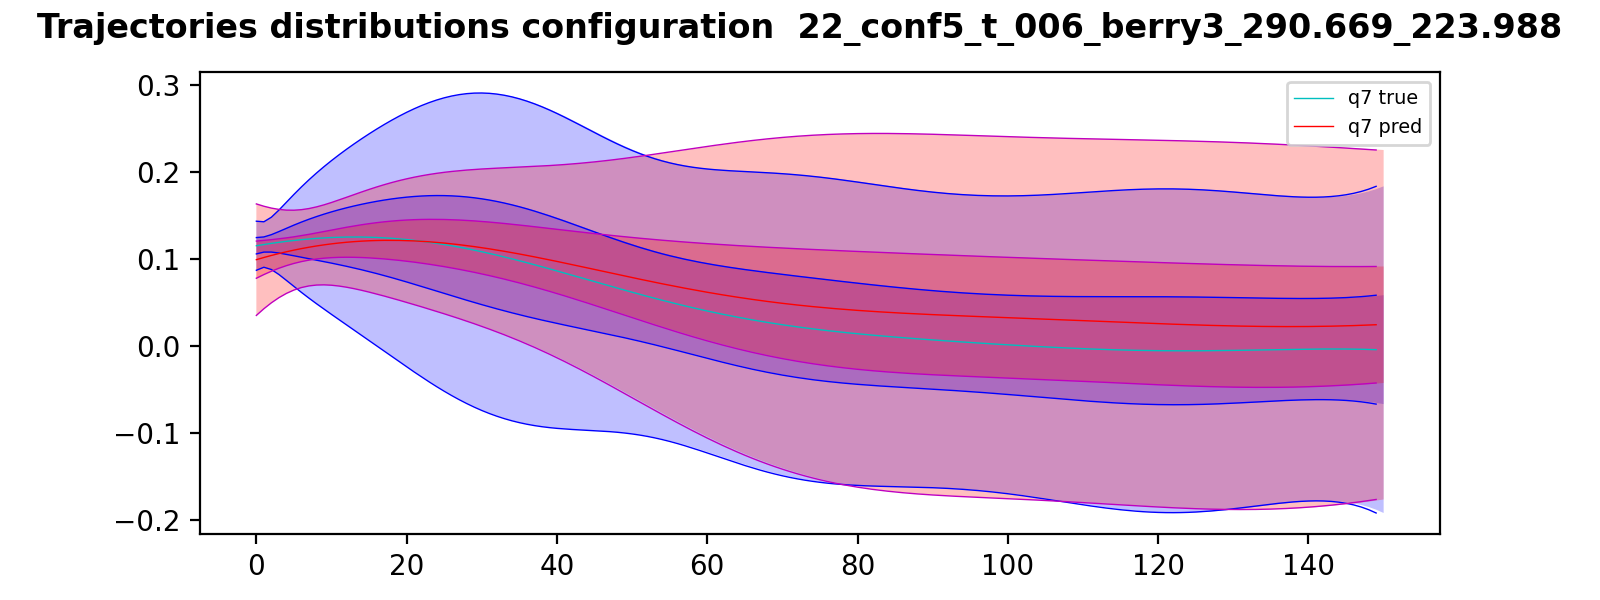 Trajectories distributions configuration  22_conf5_t_006_berry3_290.669_223.988
0.3
0.2
0.1
0.0
−0.1
−0.2
q7 true
q7 pred
0 20 40 60 80 100 120 140